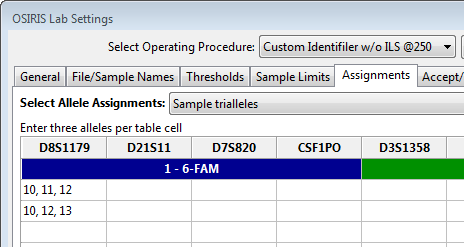 OSIRIS Lab Settings
Select Operating Procedure: Custom Identifiler w/o ILS @250
General File/Sample Names Thresholds Sample Limits Assignments Accept/
Select Allele Assignments: Sample trialleles
Enter three alleles per table cell
D8S1179 D21S11 D7S820 CSF1PO D3S1358
1 - 6-FAM
10, 11, 12
10, 12, 13